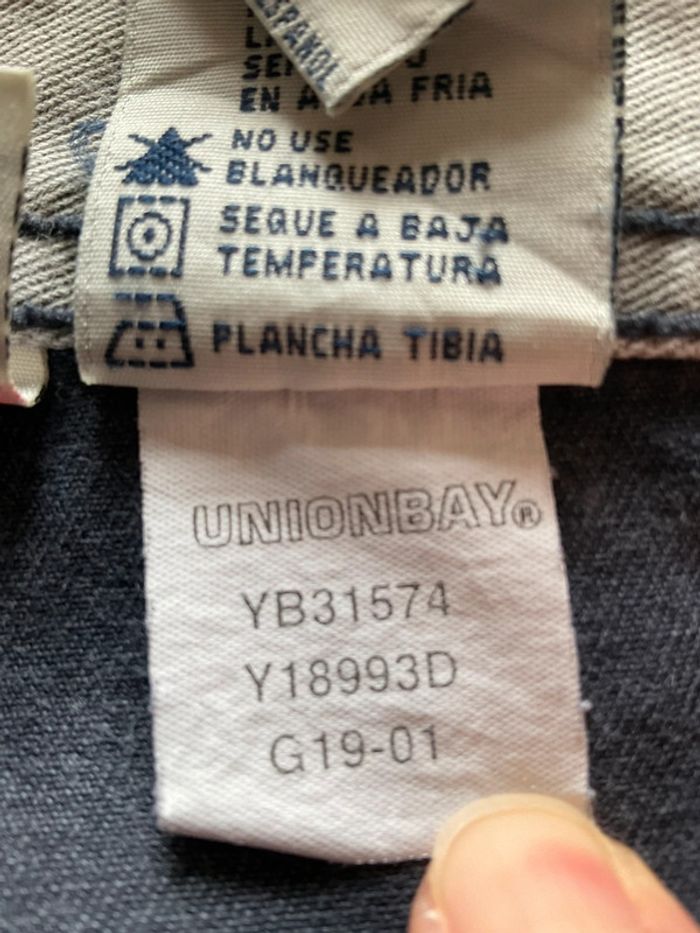 ESPAÑOL
EN AGUA FRIA
NO USE
BLANQUEADOR
SEQUE A BAJA
TEMPERATURA
PLANCHA TIBIA
UNIONBAY®
YB31574
Y18993D
G19-01